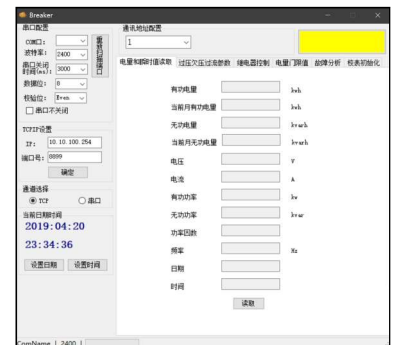 Breaker
串口配置
COM口:
波特率: 2400
串口关闭时间(ms): 3000
数据位: 8
校验位: Even
串口不关闭
重新扫描串口
TCPIP设置
IP: 10.10.100.254
端口号: 8899
确定
通道选择
TCP 串口
当前日期时间
2019:04:20
23:34:36
设置日期 设置时间
通讯地址配置
1
电量和瞬时值读取 过压欠压过流参数 继电器控制 电量门限值 故障分析 校表初始化
有功电量 kwh
当前月有功电量 kwh
无功电量 kvarh
当前月无功电量 kvarh
电压 V
电流 A
有功功率 kw
无功功率 kvar
功率因数
频率 Hz
日期
时间
读取
ComName | 2400 |